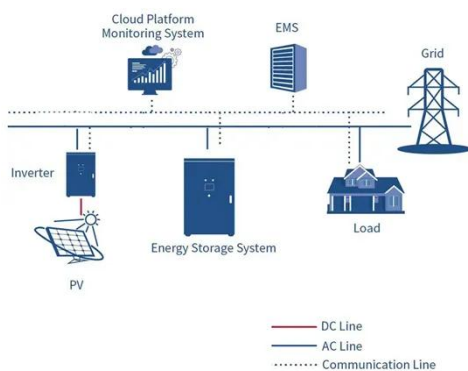 Cloud Platform
Monitoring System
EMS
Grid
Inverter
Energy Storage System
Load
PV
DC Line
AC Line
Communication Line